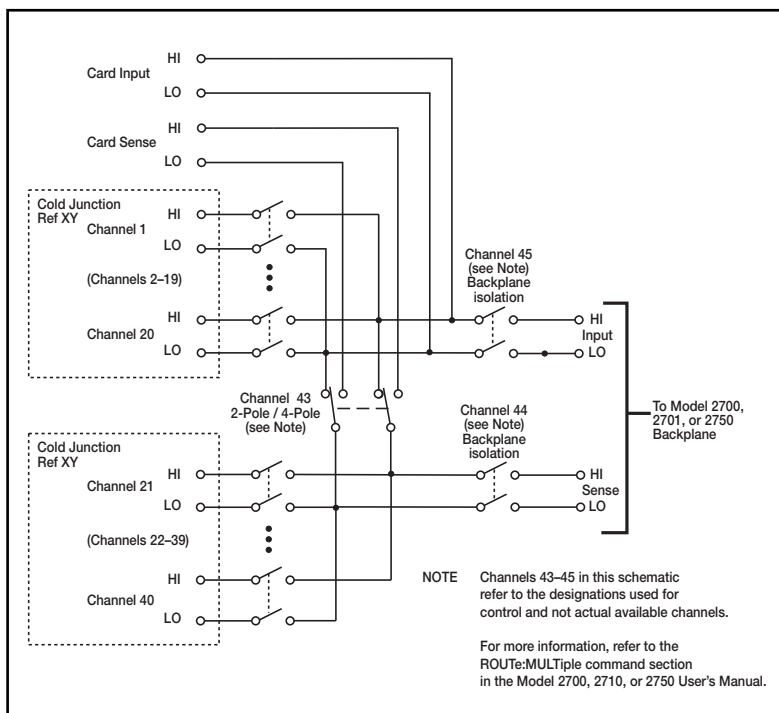 HI
Card Input
LO
HI
Card Sense
LO
Cold Junction
Ref XY
HI
Channel 1
LO
(Channels 2–19)
HI
Channel 20
LO
Channel 45
(see Note)
Backplane
isolation
HI
Input
LO
Channel 43
2-Pole / 4-Pole
(see Note)
Channel 44
(see Note)
Backplane
isolation
To Model 2700,
2701, or 2750
Backplane
Cold Junction
Ref XY
HI
Channel 21
LO
HI
Sense
LO
(Channels 22–39)
HI
Channel 40
LO
NOTE Channels 43–45 in this schematic
refer to the designations used for
control and not actual available channels.
For more information, refer to the
ROUTe:MULTiple command section
in the Model 2700, 2710, or 2750 User's Manual.